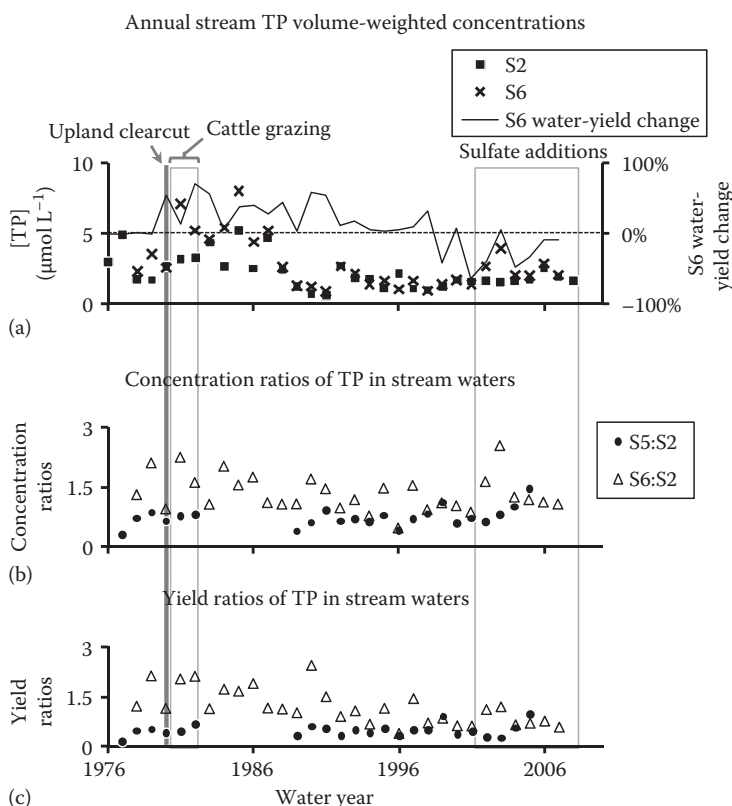 Annual stream TP volume-weighted concentrations
S2
S6
S6 water-yield change
Upland clearcut
Cattle grazing
Sulfate additions
10
5
0
[TP]
(μmol L−1)
100%
0%
−100%
S6 water-
yield change
(a)
Concentration ratios of TP in stream waters
3
1.5
0
Concentration
ratios
S5:S2
S6:S2
(b)
Yield ratios of TP in stream waters
3
1.5
0
Yield
ratios
1976
1986
1996
2006
Water year
(c)